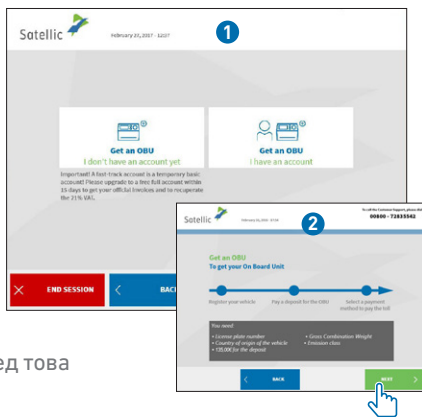 Satellic
February 21, 2017 - 12:07
1
Get an OBU
I don't have an account yet
Get an OBU
I have an account
Important! A fast-track account is a temporary basic
account! Please upgrade to a free full account within
15-days to get your official Invoices and to recuperate
the 21% VAT.
END SESSION
BAC
Satellic
2
00800 - 72833542
Get an OBU
To get your On Board Unit
Register your vehicle
Pay a deposit for the OBU
Select a payment
method to pay the toll
You need
• License plate number
• Country of origin of the vehicle
• 135,00€ for the deposit
• Gross Combination Weight
• Emission class
BACK
NEXT
ед това